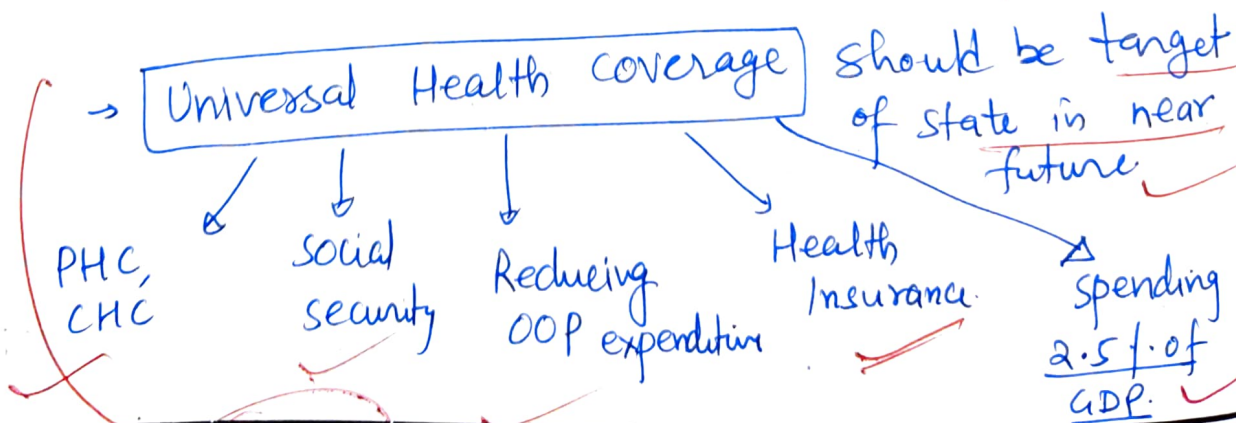 → Universal Health coverage should be target
of state in near
future.
PHC,
CHC
social
security
Reducing
OOP expenditure
Health
Insurance.
spending
2.5%.of
GDP.